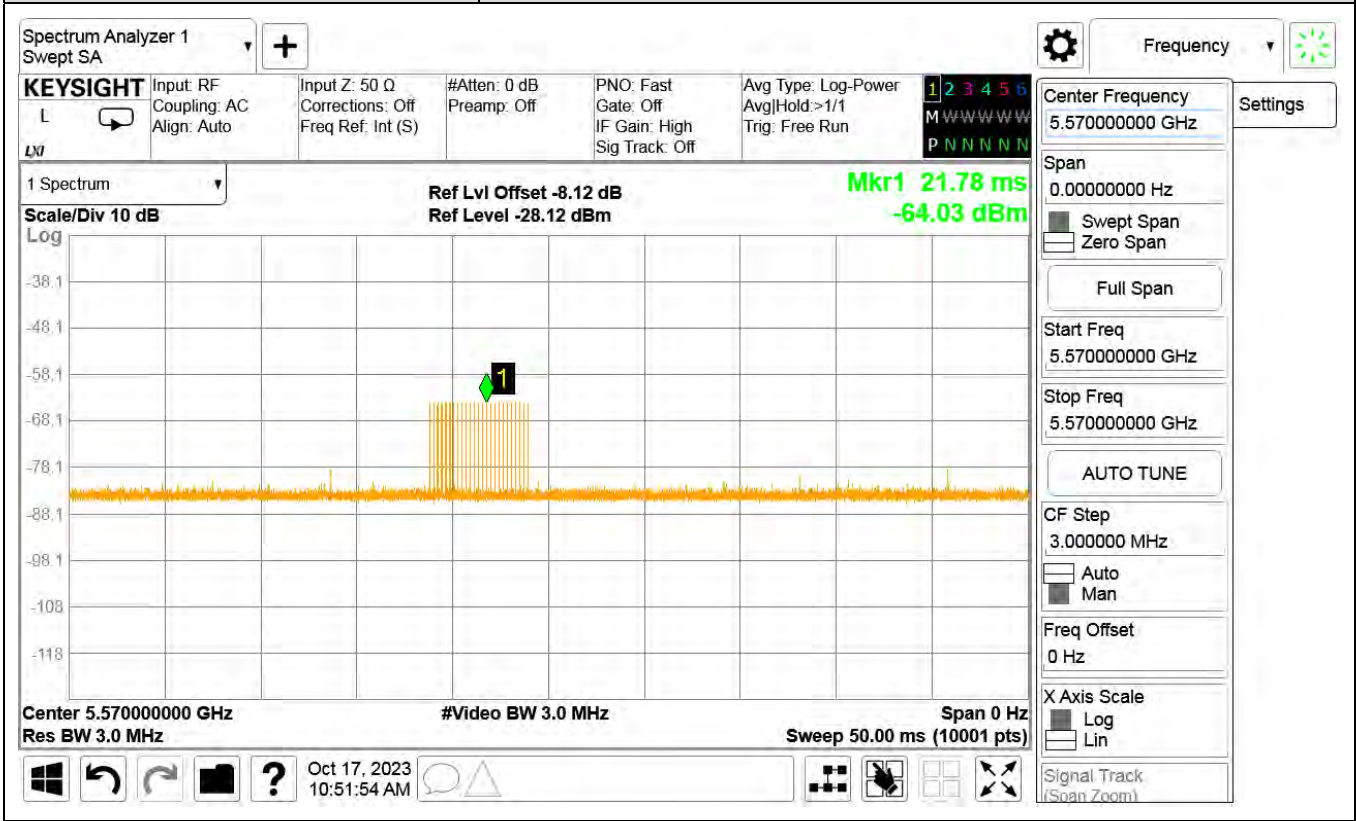 Spectrum Analyzer 1
Swept SA
+
Frequency
KEYSIGHT
L
LXI
Input: RF
Coupling: AC
Align: Auto
Input Z: 50 Ω
Corrections: Off
Freq Ref: Int (S)
#Atten: 0 dB
Preamp: Off
PNO: Fast
Gate: Off
IF Gain: High
Sig Track: Off
Avg Type: Log-Power
Avg|Hold:>1/1
Trig: Free Run
1 2 3 4 5 6
M W W W W W
P N N N N N
1 Spectrum
Scale/Div 10 dB
Log
Ref Lvl Offset -8.12 dB
Ref Level -28.12 dBm
Mkr1 21.78 ms
-64.03 dBm
-38.1
-48.1
-58.1
-68.1
-78.1
-88.1
-98.1
-108
-118
1
Center 5.570000000 GHz
Res BW 3.0 MHz
#Video BW 3.0 MHz
Span 0 Hz
Sweep 50.00 ms (10001 pts)
?
Oct 17, 2023
10:51:54 AM
Center Frequency
5.570000000 GHz
Settings
Span
0.00000000 Hz
Swept Span
Zero Span
Full Span
Start Freq
5.570000000 GHz
Stop Freq
5.570000000 GHz
AUTO TUNE
CF Step
3.000000 MHz
Auto
Man
Freq Offset
0 Hz
X Axis Scale
Log
Lin
Signal Track
(Span Zoom)